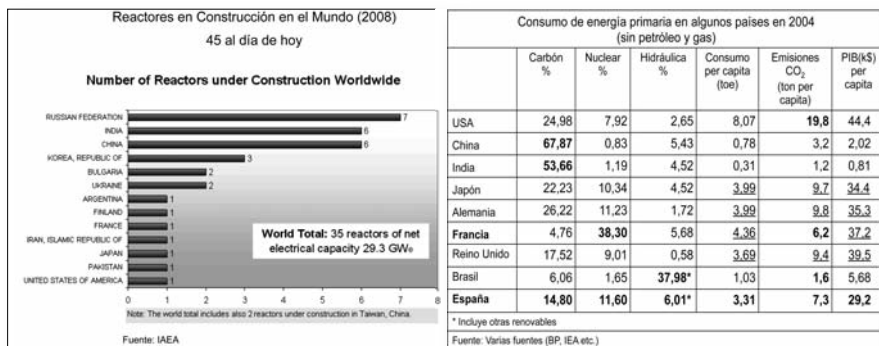 Reactores en Construcción en el Mundo (2008)
45 al día de hoy
Number of Reactors under Construction Worldwide
RUSSIAN FEDERATION 7
INDIA 6
CHINA 6
KOREA, REPUBLIC OF 3
BULGARIA 2
UKRAINE 2
ARGENTINA 1
FINLAND 1
FRANCE 1
IRAN, ISLAMIC REPUBLIC OF 1
JAPAN 1
PAKISTAN 1
UNITED STATES OF AMERICA 1
World Total: 35 reactors of net
electrical capacity 29.3 GWe
0 1 2 3 4 5 6 7 8
Note: The world total includes also 2 reactors under construction in Taiwan, China.
Fuente: IAEA
Consumo de energía primaria en algunos países en 2004
(sin petróleo y gas)
Carbón % Nuclear % Hidráulica % Consumo per capita (toe) Emisiones CO2 (ton per capita) PIB(k$) per capita
USA 24,98 7,92 2,65 8,07 19,8 44,4
China 67,87 0,83 5,43 0,78 3,2 2,02
India 53,66 1,19 4,52 0,31 1,2 0,81
Japón 22,23 10,34 4,52 3,99 9,7 34.4
Alemania 26,22 11,23 1,72 3,99 9,8 35.3
Francia 4,76 38,30 5,68 4,36 6,2 37,2
Reino Unido 17,52 9,01 0,58 3,69 9,4 39,5
Brasil 6,06 1,65 37,98* 1,03 1,6 5,68
España 14,80 11,60 6,01* 3,31 7,3 29,2
* Incluye otras renovables
Fuente: Varias fuentes (BP, IEA etc.)